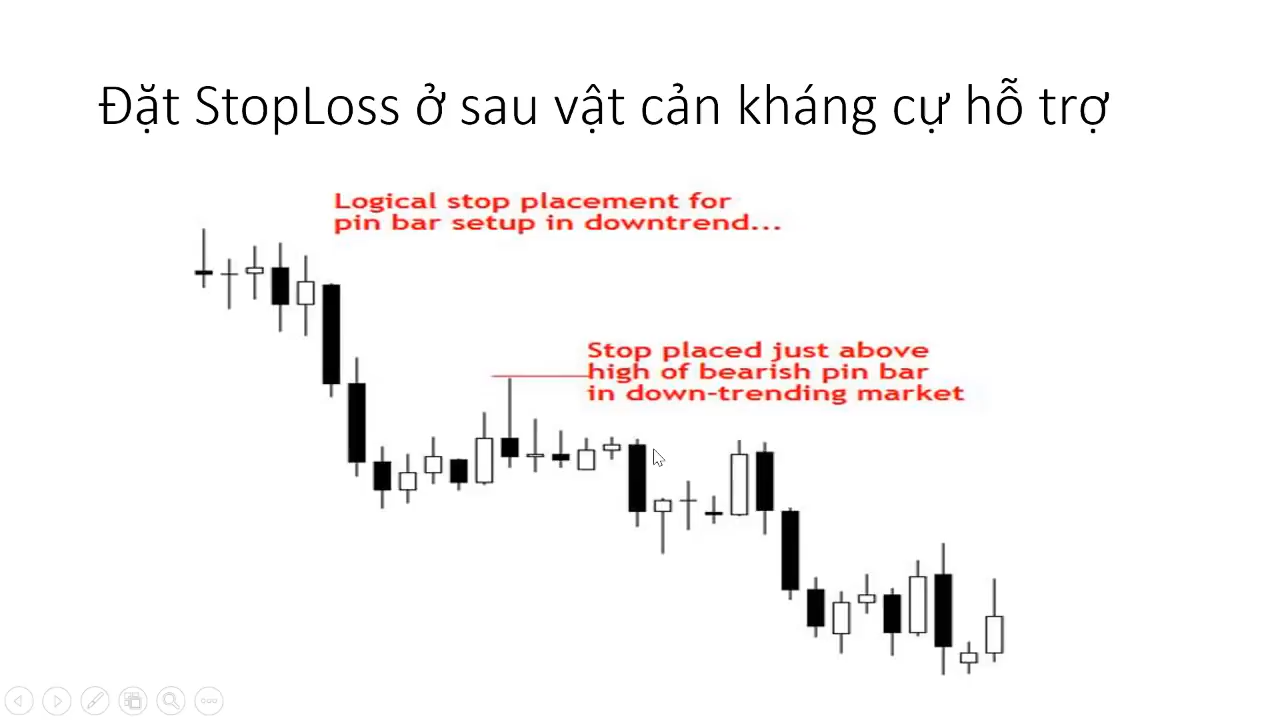 Đặt StopLoss ở sau vật cản kháng cự hỗ trợ
Logical stop placement for
pin bar setup in downtrend...
Stop placed just above
high of bearish pin bar
in down-trending market